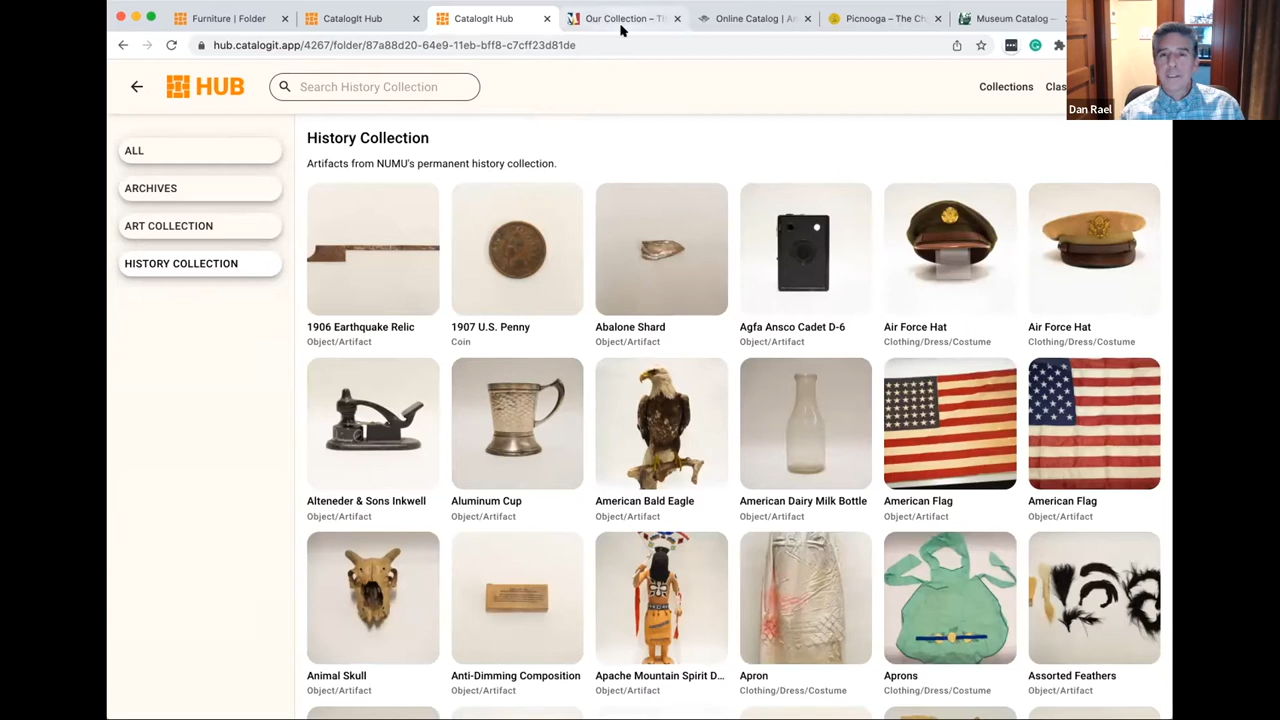 Furniture | Folder
CatalogIt Hub
CatalogIt Hub
Our Collection – Th
Online Catalog | Ar
Picnooga – The Ch
Museum Catalog –
hub.catalogit.app/4267/folder/87a88d20-64e9-11eb-bff8-c7cff23d81de
HUB
Search History Collection
Collections
Clas
Dan Rael
ALL
ARCHIVES
ART COLLECTION
HISTORY COLLECTION
History Collection
Artifacts from NUMU's permanent history collection.
1906 Earthquake Relic
Object/Artifact
1907 U.S. Penny
Coin
Abalone Shard
Object/Artifact
Agfa Ansco Cadet D-6
Object/Artifact
Air Force Hat
Clothing/Dress/Costume
Air Force Hat
Clothing/Dress/Costume
Alteneder & Sons Inkwell
Object/Artifact
Aluminum Cup
Object/Artifact
American Bald Eagle
Object/Artifact
American Dairy Milk Bottle
Object/Artifact
American Flag
Object/Artifact
American Flag
Object/Artifact
Animal Skull
Object/Artifact
Anti-Dimming Composition
Object/Artifact
Apache Mountain Spirit D...
Object/Artifact
Apron
Clothing/Dress/Costume
Aprons
Clothing/Dress/Costume
Assorted Feathers
Object/Artifact